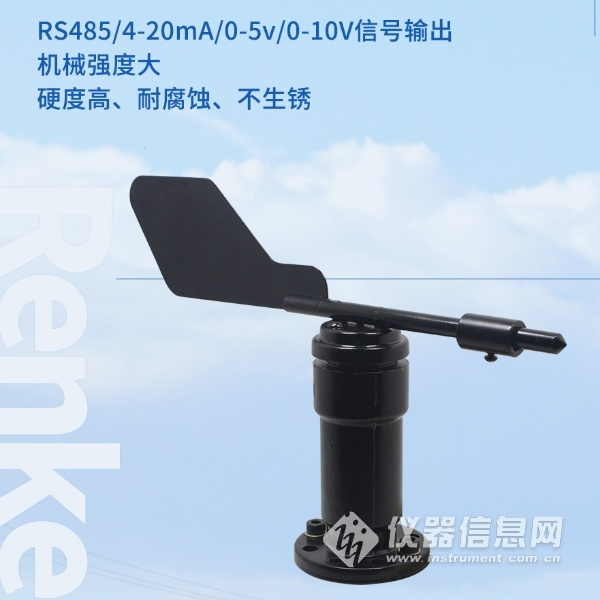 RS485/4-20mA/0-5v/0-10V信号输出
机械强度大
硬度高、耐腐蚀、不生锈
Renke
仪器信息网
www.instrument.com.cn